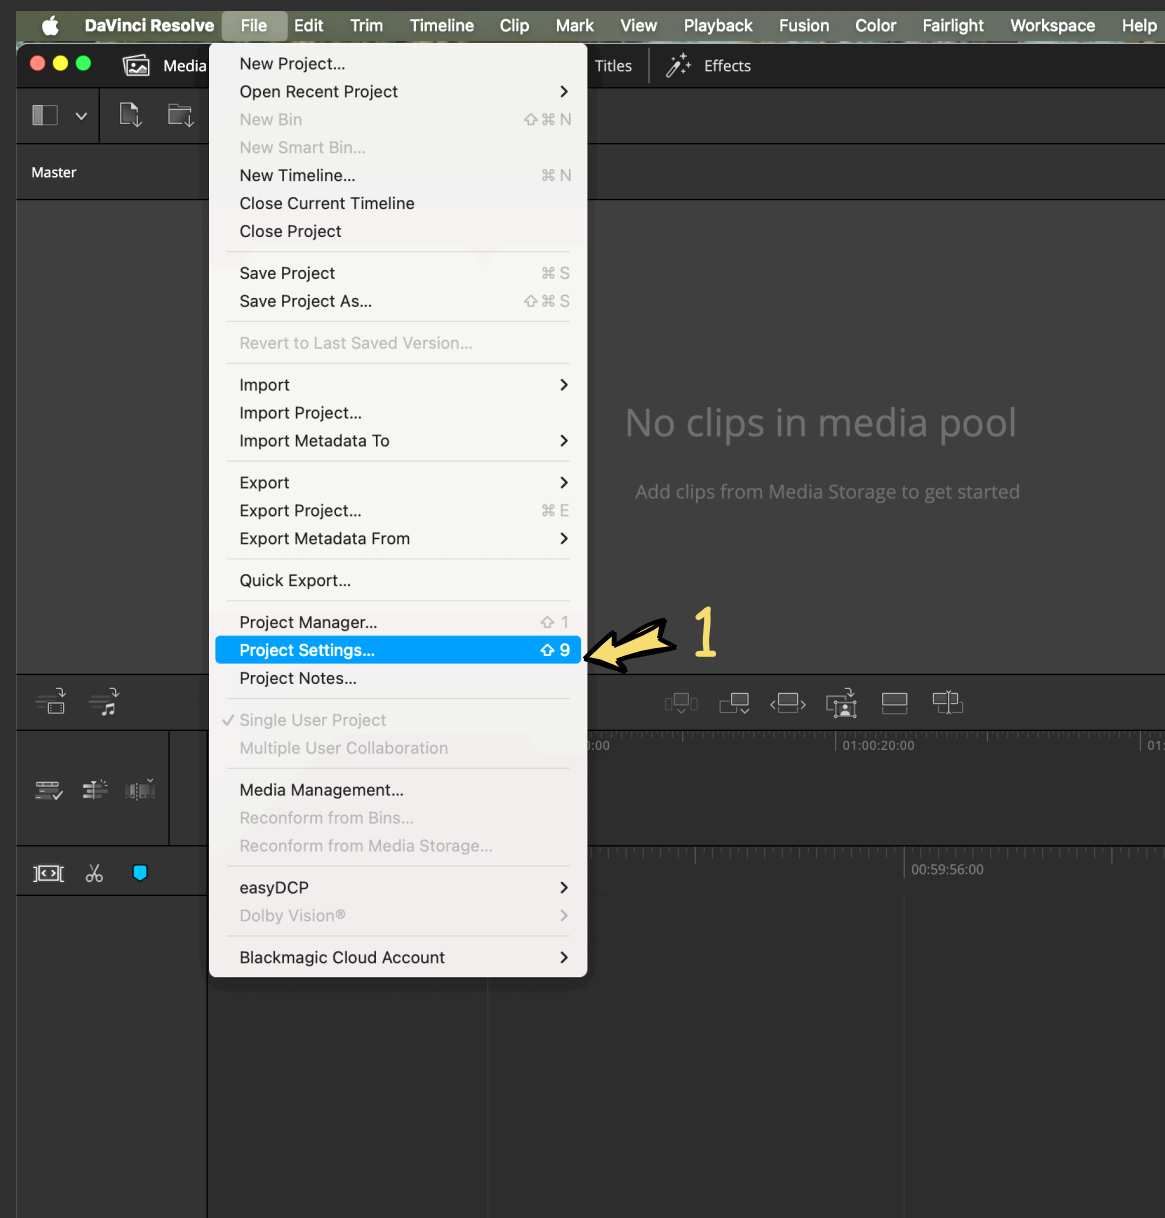 DaVinci Resolve File Edit Trim Timeline Clip Mark View Playback Fusion Color Fairlight Workspace Help
Media Titles Effects
Master
New Project...
Open Recent Project
New Bin ⇧⌘N
New Smart Bin...
New Timeline... ⌘N
Close Current Timeline
Close Project
Save Project ⌘S
Save Project As... ⇧⌘S
Revert to Last Saved Version...
Import
Import Project...
Import Metadata To
Export
Export Project... ⌘E
Export Metadata From
Quick Export...
Project Manager... ⇧1
Project Settings... ⇧9
Project Notes...
✓ Single User Project
Multiple User Collaboration
Media Management...
Reconform from Bins...
Reconform from Media Storage...
easyDCP
Dolby Vision®
Blackmagic Cloud Account
No clips in media pool
Add clips from Media Storage to get started
1
0:00 01:00:20:00 01:
00:59:56:00